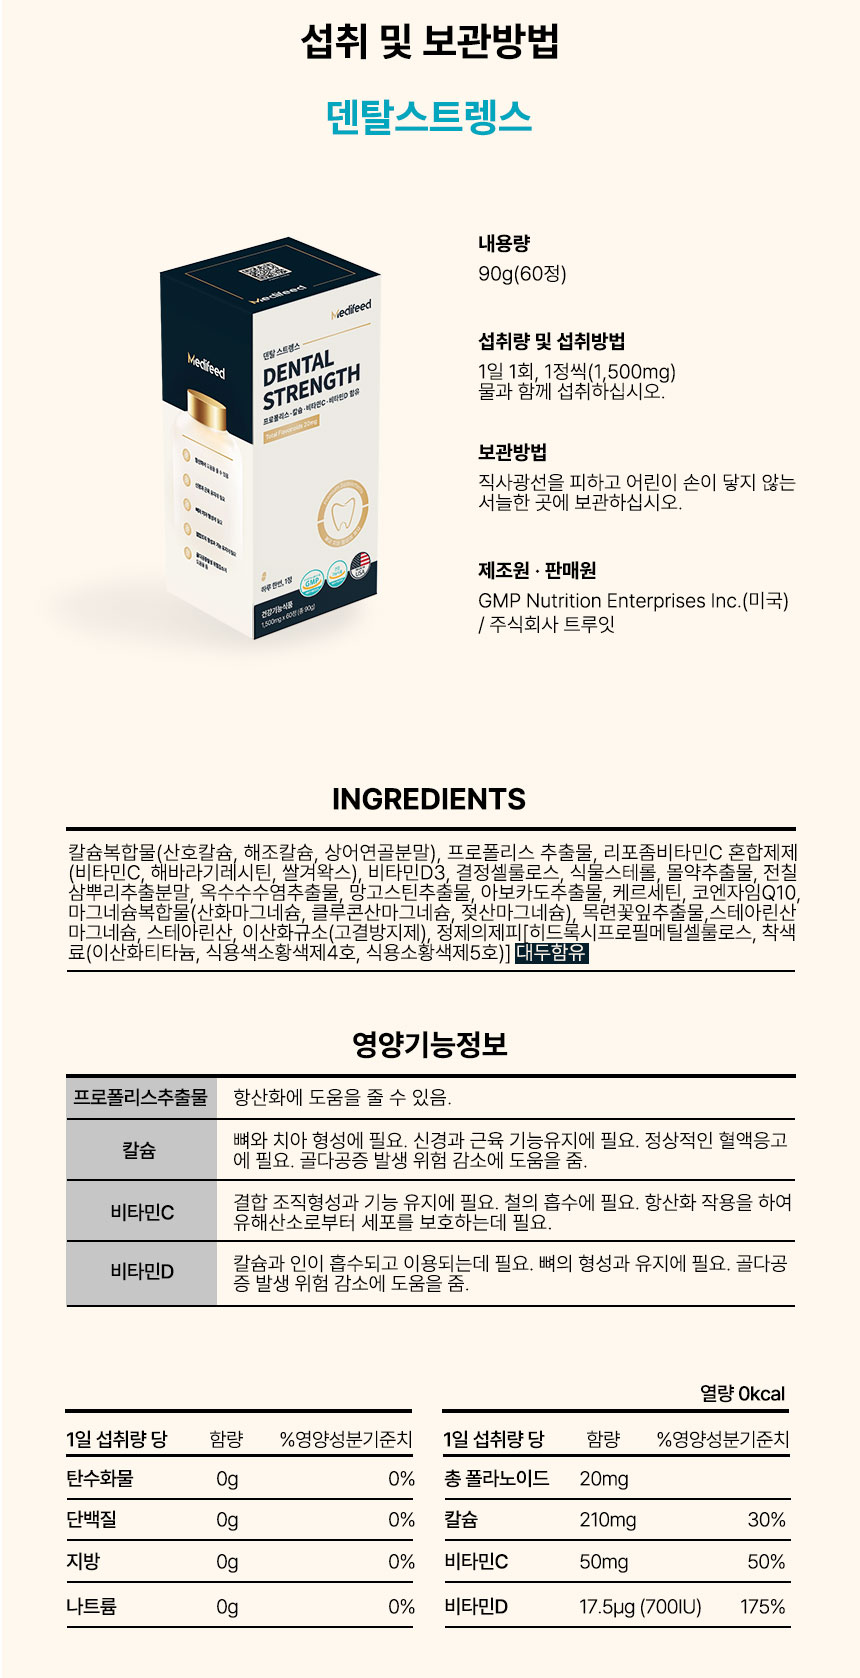 섭취 및 보관방법
덴탈스트렝스
Medifeed
Medifeed
Medifeed
덴탈 스트렝스
DENTAL
STRENGTH
프로폴리스·칼슘·비타민C·비타민D 함유
Total Flavonoids 20mg
GMP
USA
하루 한번, 1정
건강기능식품
1,500mg x 60정 (총 90g)
내용량
90g(60정)
섭취량 및 섭취방법
1일 1회, 1정씩(1,500mg)
물과 함께 섭취하십시오.
보관방법
직사광선을 피하고 어린이 손이 닿지 않는
서늘한 곳에 보관하십시오.
제조원 · 판매원
GMP Nutrition Enterprises Inc.(미국)
/ 주식회사 트루잇
INGREDIENTS
칼슘복합물(산호칼슘, 해조칼슘, 상어연골분말), 프로폴리스 추출물, 리포좀비타민C 혼합제제
(비타민C, 해바라기레시틴, 쌀겨왁스), 비타민D3, 결정셀룰로스, 식물스테롤, 몰약추출물, 전칠
삼뿌리추출분말, 옥수수수염추출물, 망고스틴추출물, 아보카도추출물, 케르세틴, 코엔자임Q10,
마그네슘복합물(산화마그네슘, 클루콘산마그네슘, 젖산마그네슘), 목련꽃잎추출물,스테아린산
마그네슘, 스테아린산, 이산화규소(고결방지제), 정제의제피[히드록시프로필메틸셀룰로스, 착색
료(이산화티타늄, 식용색소황색제4호, 식용소황색제5호)] 대두함유
영양기능정보
프로폴리스추출물 항산화에 도움을 줄 수 있음.
칼슘 뼈와 치아 형성에 필요. 신경과 근육 기능유지에 필요. 정상적인 혈액응고
에 필요. 골다공증 발생 위험 감소에 도움을 줌.
비타민C 결합 조직형성과 기능 유지에 필요. 철의 흡수에 필요. 항산화 작용을 하여
유해산소로부터 세포를 보호하는데 필요.
비타민D 칼슘과 인이 흡수되고 이용되는데 필요. 뼈의 형성과 유지에 필요. 골다공
증 발생 위험 감소에 도움을 줌.
열량 0kcal
1일 섭취량 당 함량 %영양성분기준치
탄수화물 0g 0%
단백질 0g 0%
지방 0g 0%
나트륨 0g 0%
1일 섭취량 당 함량 %영양성분기준치
총 폴라노이드 20mg
칼슘 210mg 30%
비타민C 50mg 50%
비타민D 17.5µg (700IU) 175%